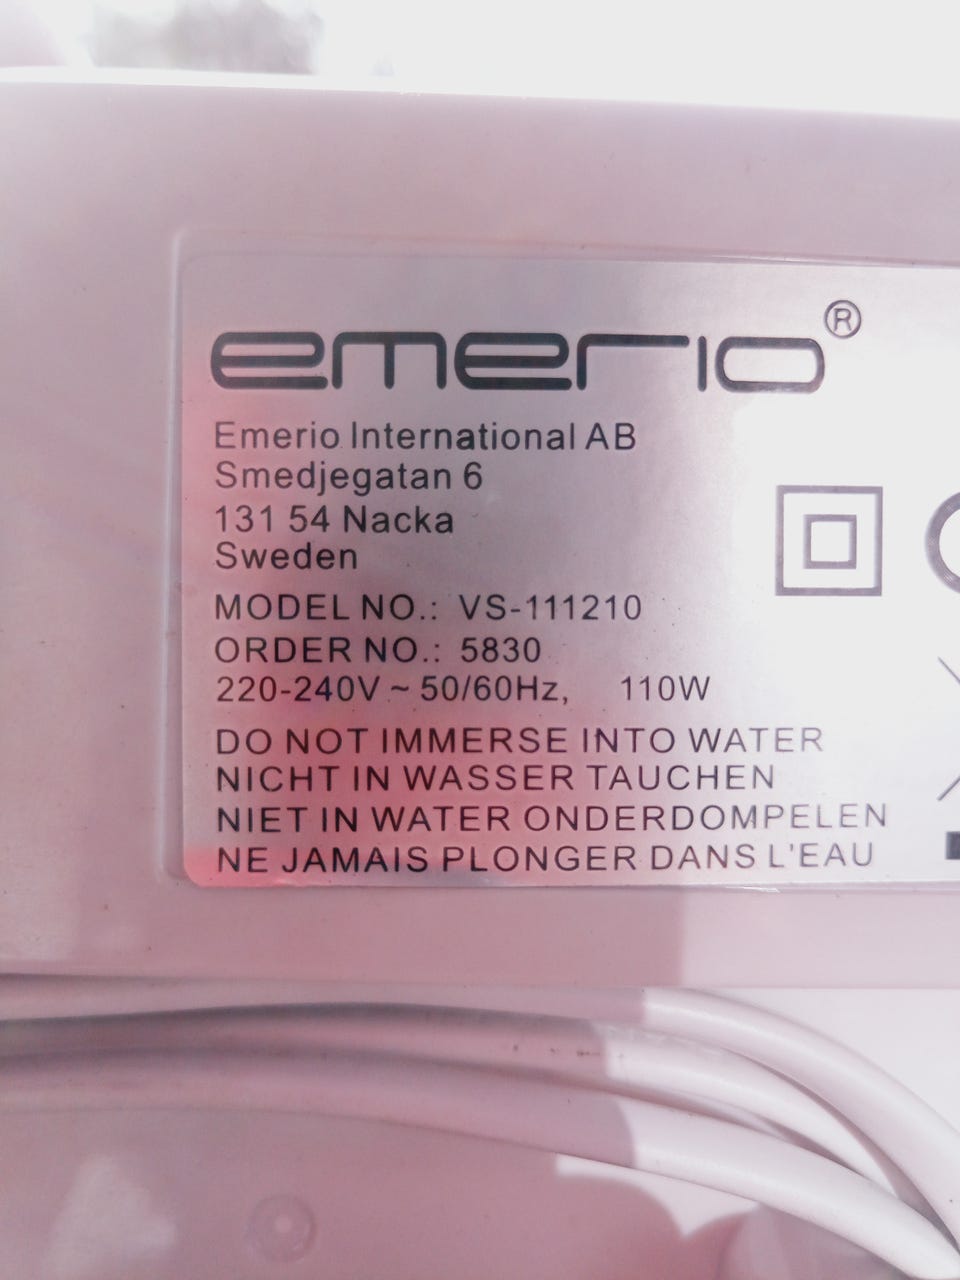 emerio®
Emerio International AB
Smedjegatan 6
131 54 Nacka
Sweden
MODEL NO.: VS-111210
ORDER NO.: 5830
220-240V ~ 50/60Hz, 110W
DO NOT IMMERSE INTO WATER
NICHT IN WASSER TAUCHEN
NIET IN WATER ONDERDOMPELEN
NE JAMAIS PLONGER DANS L'EAU